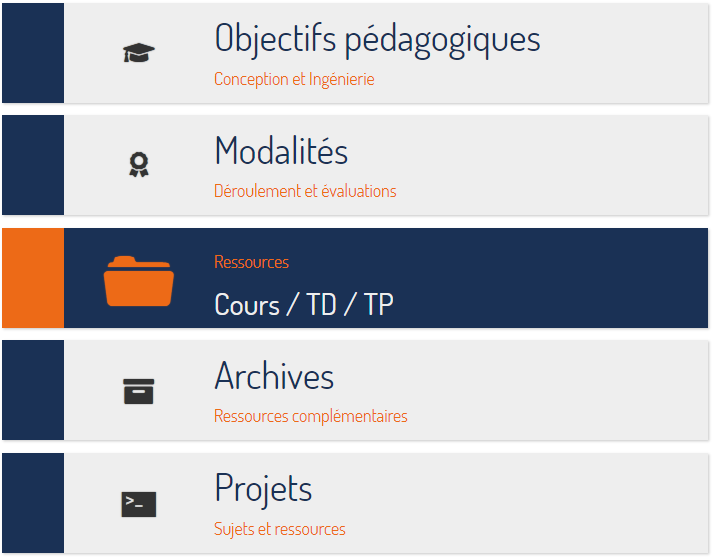 Objectifs pédagogiques
Conception et Ingénierie
Modalités
Déroulement et évaluations
Ressources
Cours / TD / TP
Archives
Ressources complémentaires
>_
Projets
Sujets et ressources